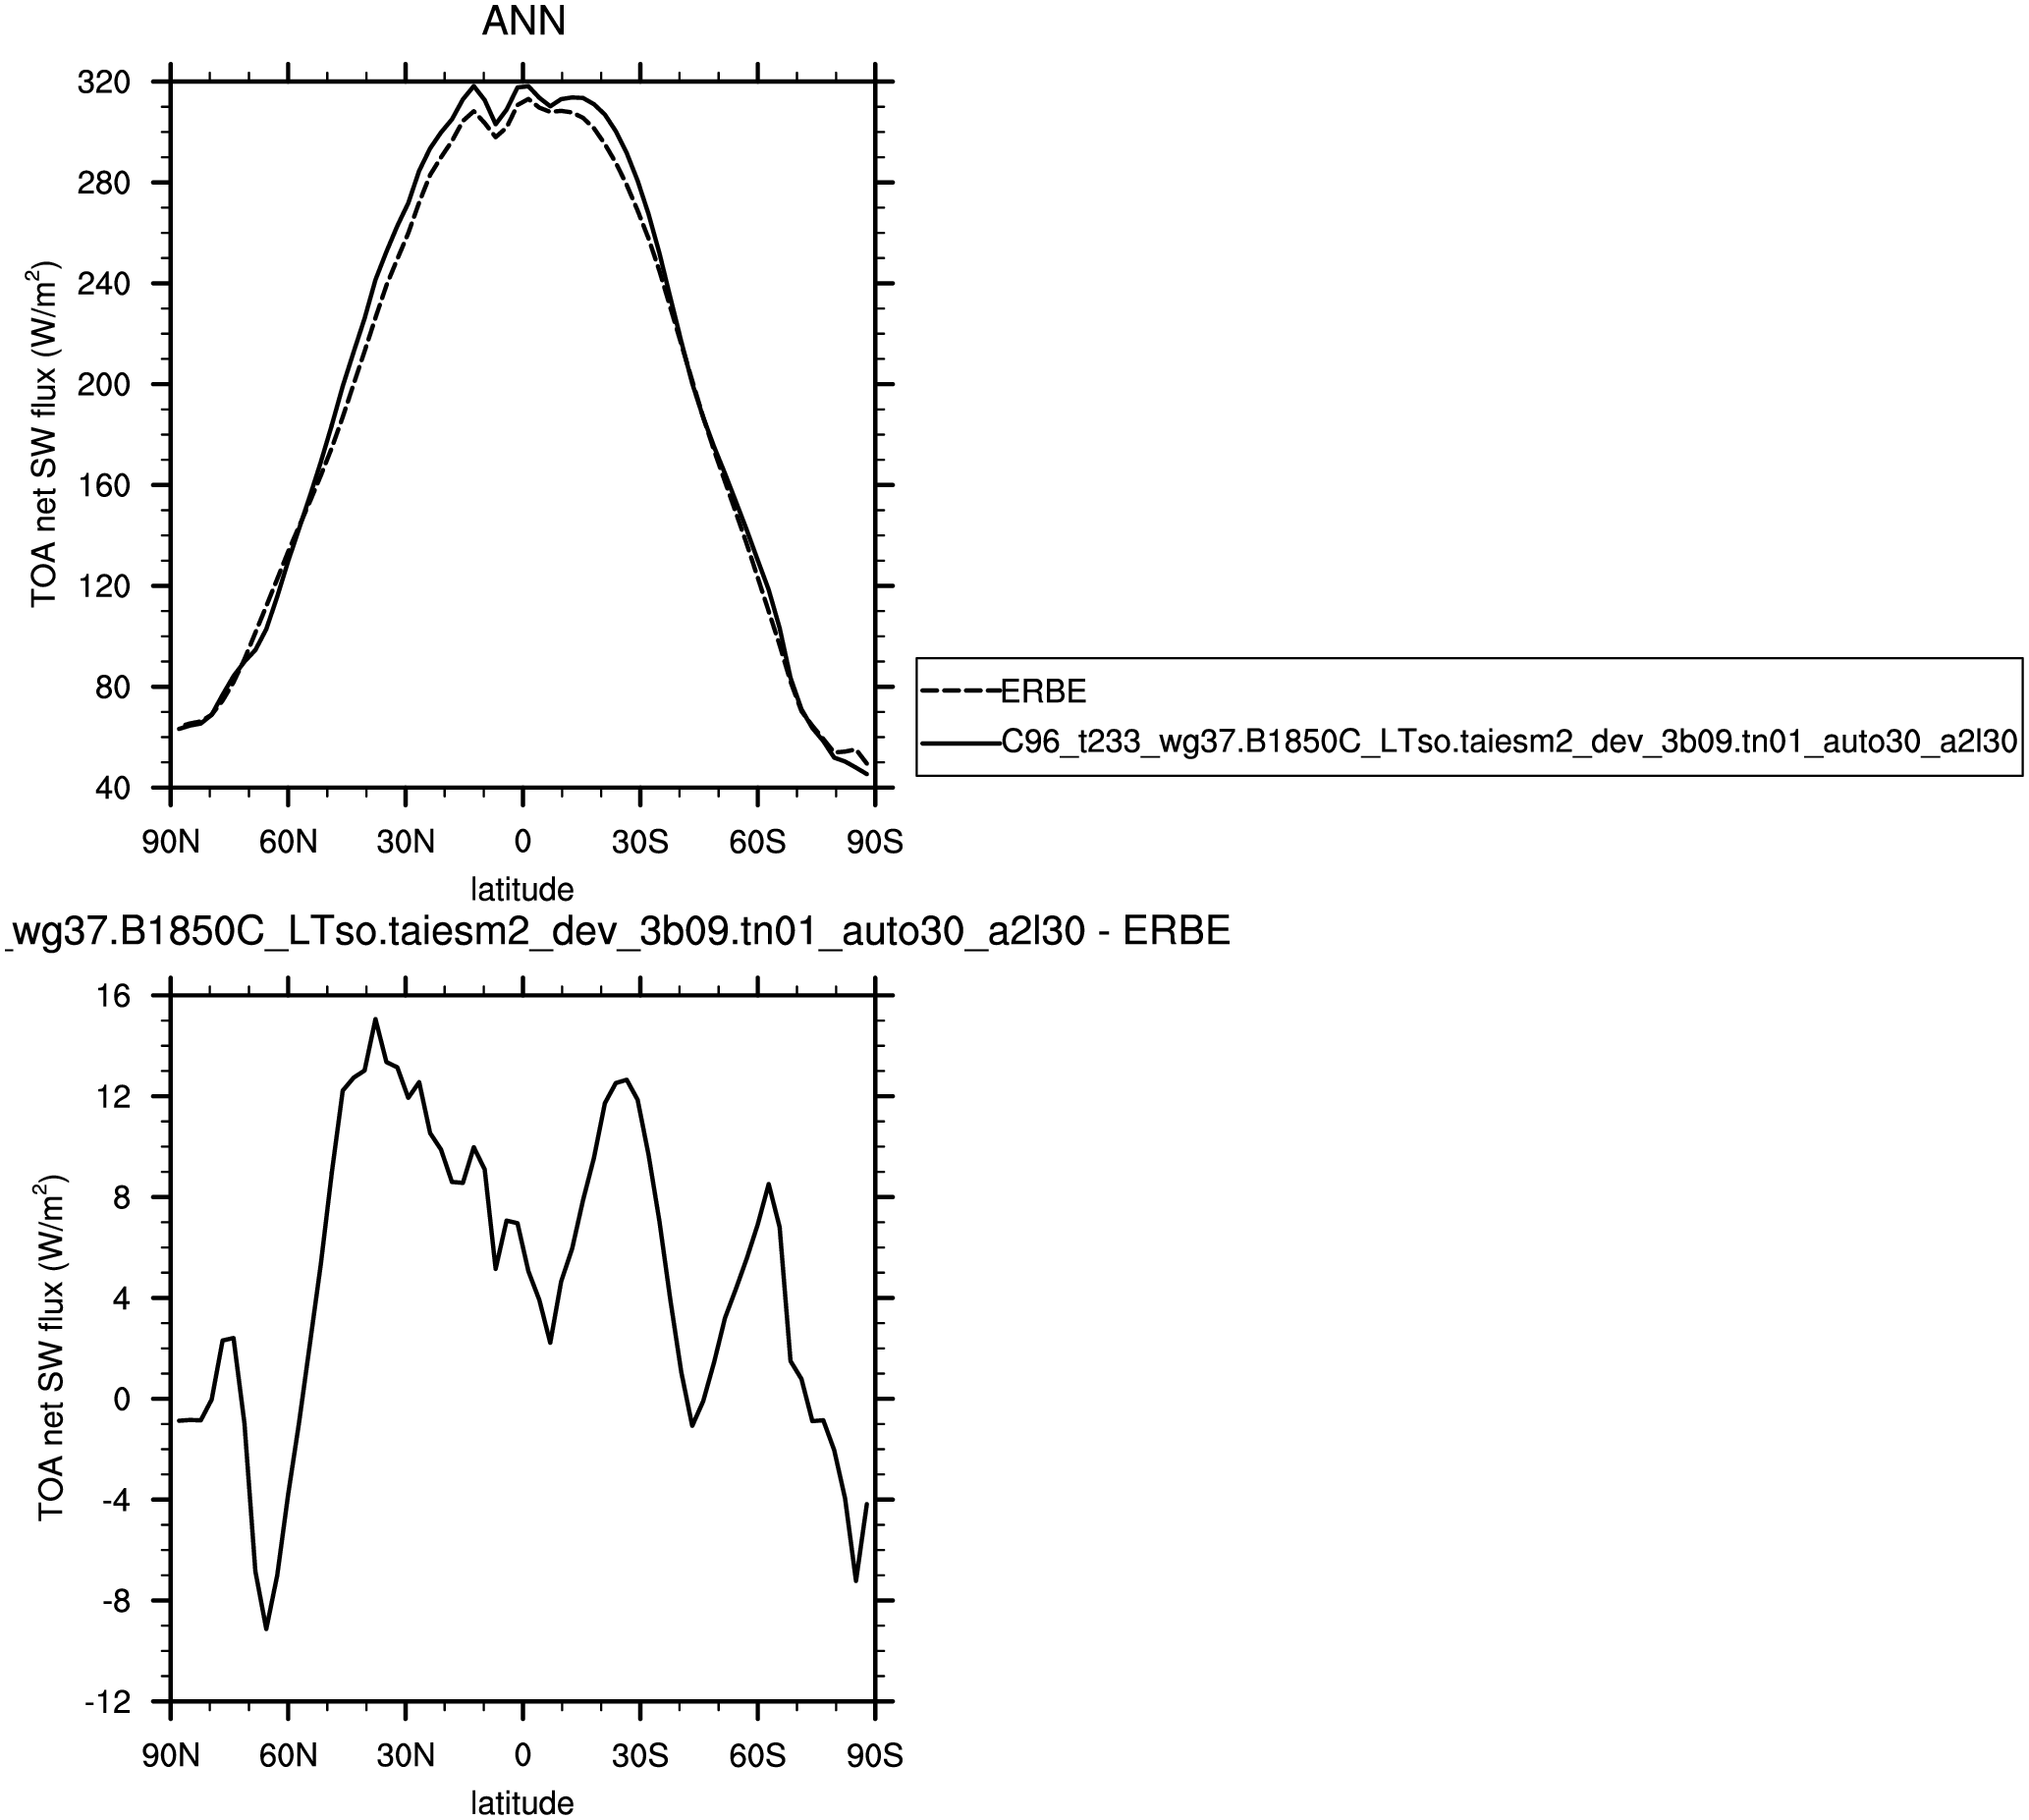 ANN
320
280
240
200
160
120
80
40
TOA net SW flux (W/m²)
90N 60N 30N 0 30S 60S 90S
latitude
ERBE
C96_t233_wg37.B1850C_LTso.taiesm2_dev_3b09.tn01_auto30_a2l30
_wg37.B1850C_LTso.taiesm2_dev_3b09.tn01_auto30_a2l30 - ERBE
16
12
8
4
0
-4
-8
-12
TOA net SW flux (W/m²)
90N 60N 30N 0 30S 60S 90S
latitude